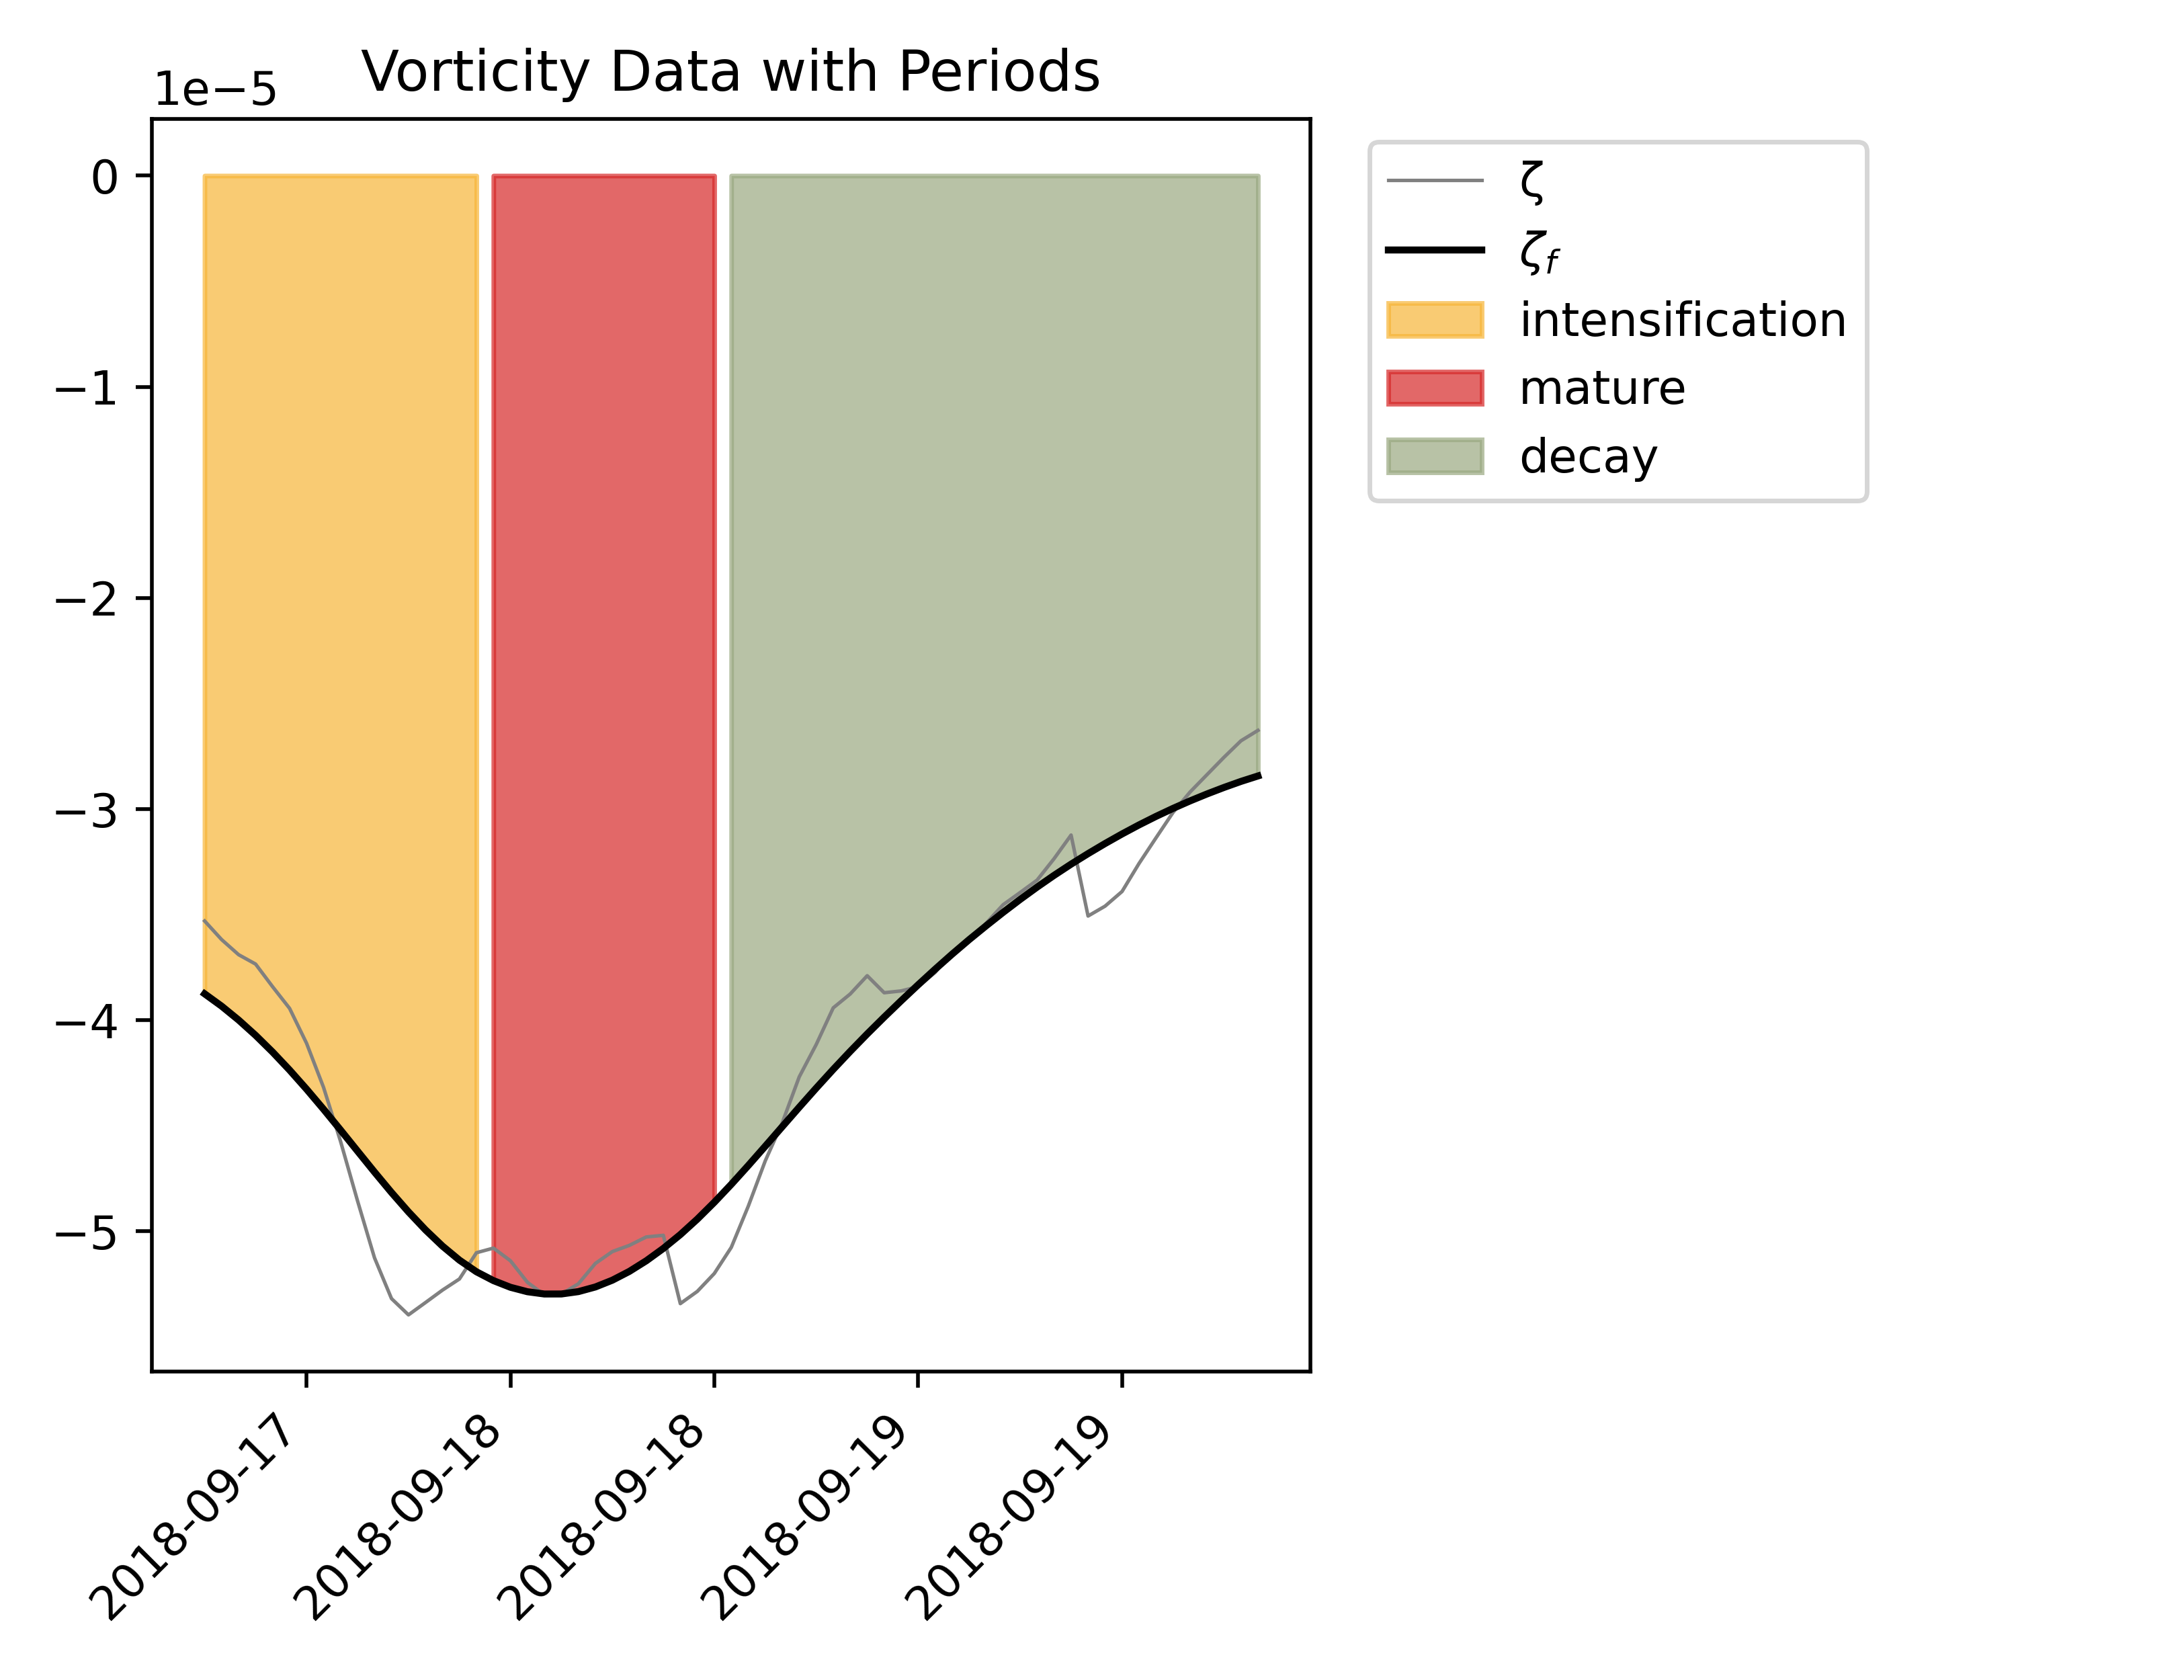 Vorticity Data with Periods
1e−5
0
−1
−2
−3
−4
−5
2018-09-17
2018-09-18
2018-09-18
2018-09-19
2018-09-19
ζ
ζf
intensification
mature
decay